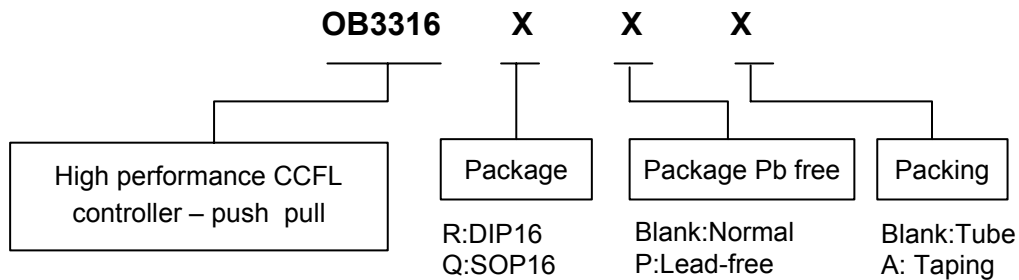 OB3316 X X X
High performance CCFL
controller – push pull
Package
R:DIP16
Q:SOP16
Package Pb free
Blank:Normal
P:Lead-free
Packing
Blank:Tube
A: Taping